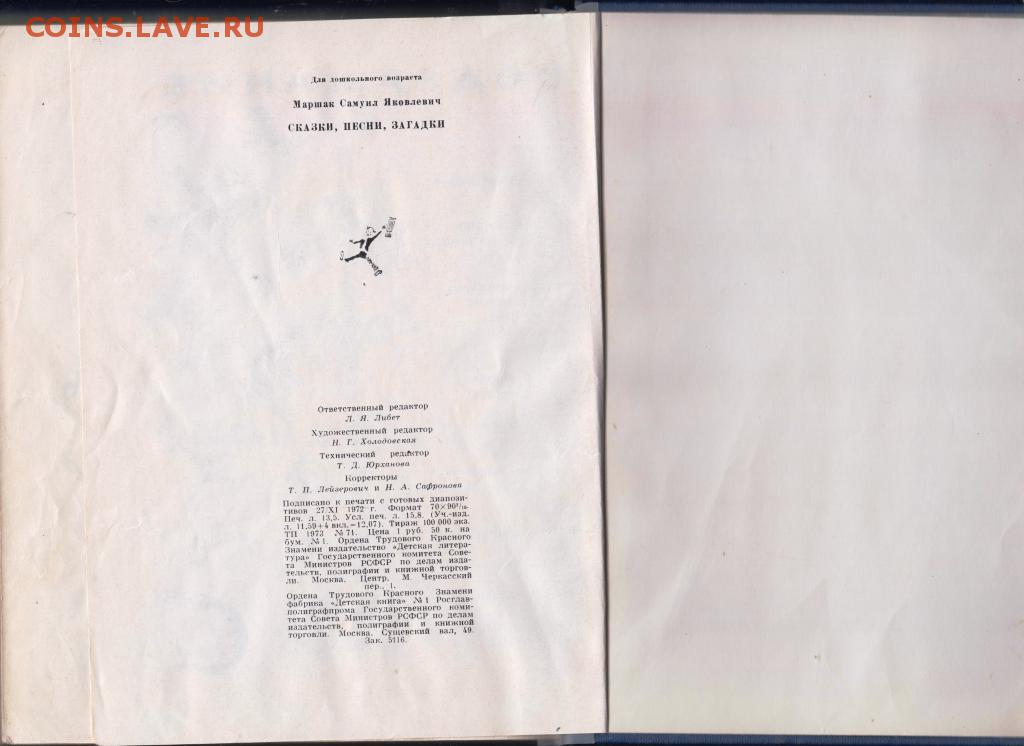 COINS.LAVE.RU
Для дошкольного возраста
Маршак Самуил Яковлевич
СКАЗКИ, ПЕСНИ, ЗАГАДКИ
Ответственный редактор
Л. Я. Либет
Художественный редактор
Н. Г. Холодовская
Технический редактор
Т. Д. Юрханова
Корректоры
Т. П. Лейзерович и Н. А. Сафронова
Подписано к печати с готовых диапози-
тивов 27/XI 1972 г. Формат 70×90¹/₁₆.
Печ. л. 13,5. Усл. печ. л. 15,8. (Уч.-изд.
л. 11,59+4 вкл.=12,07). Тираж 100 000 экз.
ТП 1973 № 71. Цена 1 руб. 50 к. на
бум. № 1. Ордена Трудового Красного
Знамени издательство «Детская литера-
тура» Государственного комитета Сове-
та Министров РСФСР по делам изда-
тельств, полиграфии и книжной торгов-
ли. Москва. Центр. М. Черкасский
пер., 1.
Ордена Трудового Красного Знамени
фабрика «Детская книга» № 1 Росглав-
полиграфпрома Государственного коми-
тета Совета Министров РСФСР по делам
издательств, полиграфии и книжной
торговли. Москва. Сущевский вал, 49.
Зак. 5116.